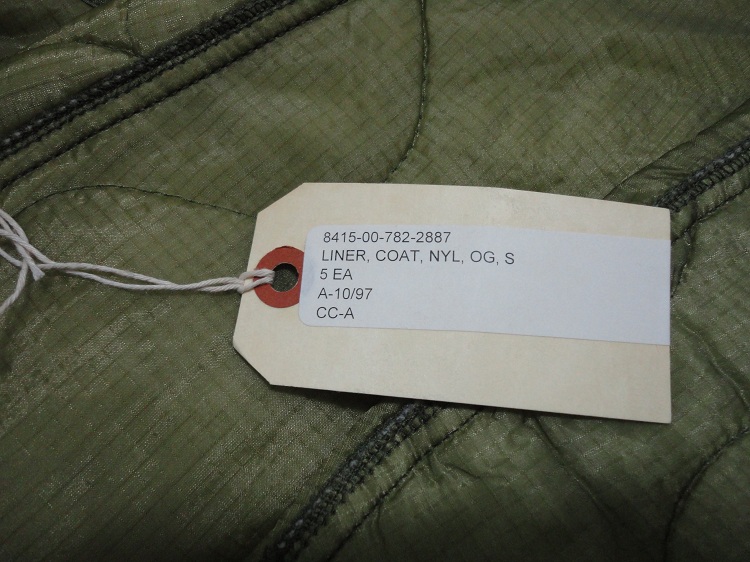 8415-00-782-2887
LINER, COAT, NYL, OG, S
5 EA
A-10/97
CC-A